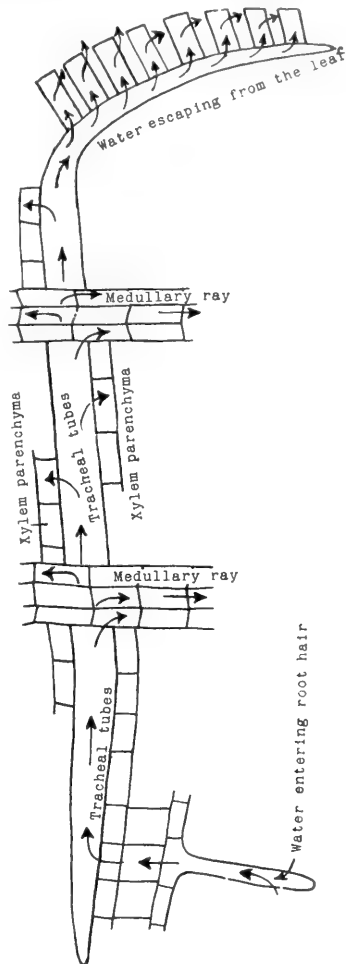 Water escaping from the leaf
Medullary ray
Xylem parenchyma
Tracheal tubes
Xylem parenchyma
Medullary ray
Tracheal tubes
Water entering root hair